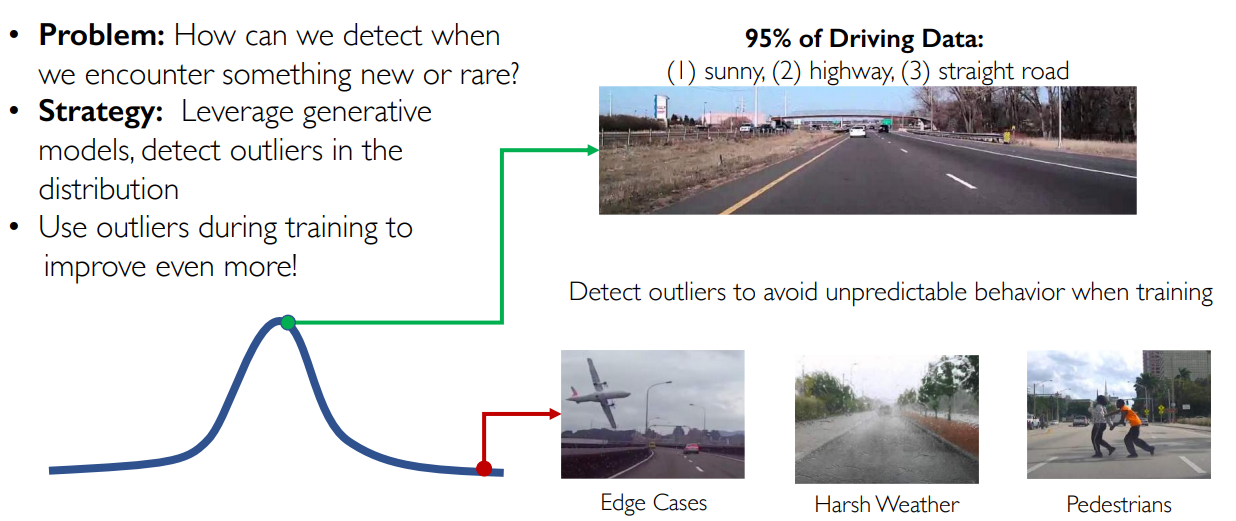 • Problem: How can we detect when
we encounter something new or rare?
• Strategy: Leverage generative
models, detect outliers in the
distribution
• Use outliers during training to
improve even more!
95% of Driving Data:
(1) sunny, (2) highway, (3) straight road
Detect outliers to avoid unpredictable behavior when training
Edge Cases
Harsh Weather
Pedestrians